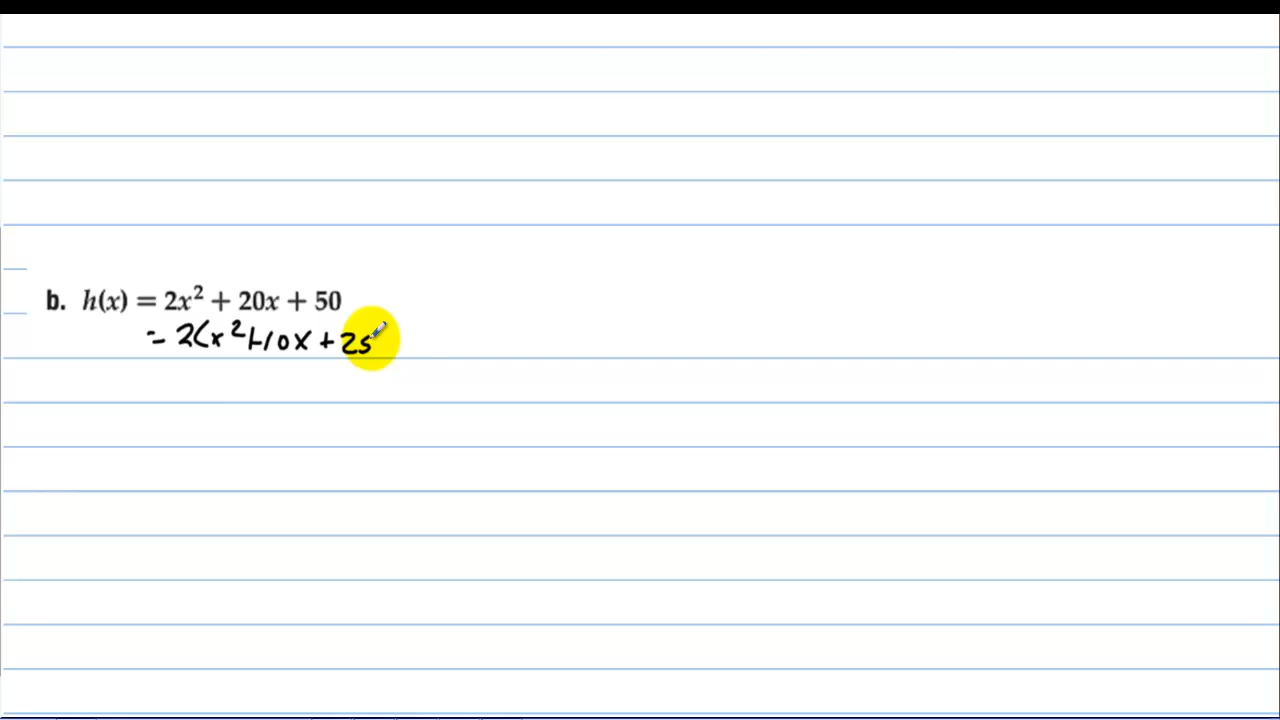 b. h(x) = 2x² + 20x + 50
= 2(x² + 10x + 25